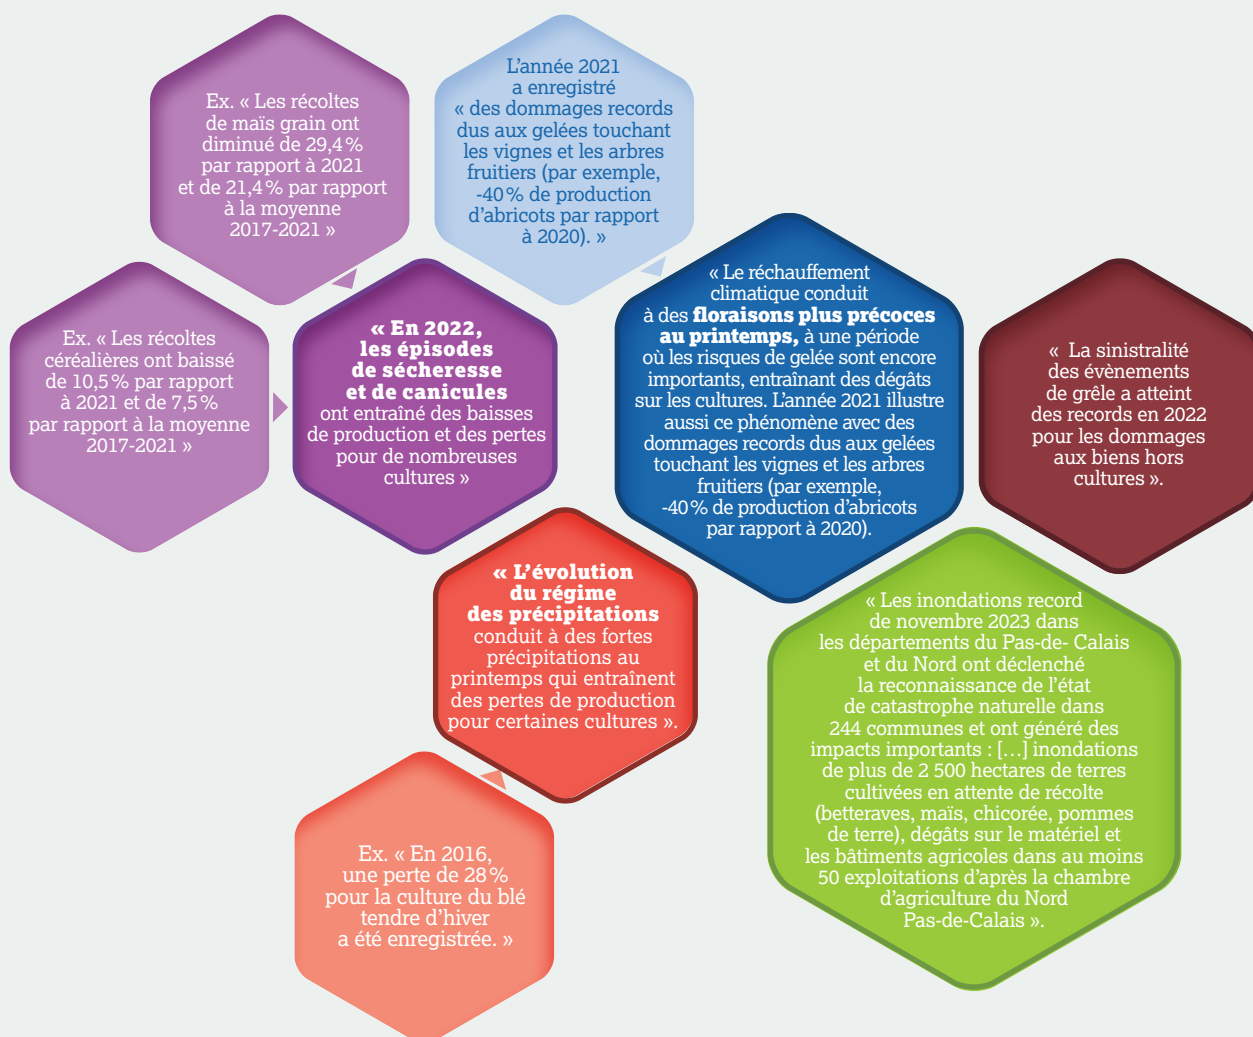 Ex. « Les récoltes
de maïs grain ont
diminué de 29,4 %
par rapport à 2021
et de 21,4 % par rapport
à la moyenne
2017-2021 »
L’année 2021
a enregistré
« des dommages records
dus aux gelées touchant
les vignes et les arbres
fruitiers (par exemple,
-40 % de production
d’abricots par rapport
à 2020). »
Ex. « Les récoltes
céréalières ont baissé
de 10,5 % par rapport
à 2021 et de 7,5 %
par rapport à la moyenne
2017-2021 »
« En 2022,
les épisodes
de sécheresse
et de canicules
ont entraîné des baisses
de production et des pertes
pour de nombreuses
cultures »
« Le réchauffement
climatique conduit
à des floraisons plus précoces
au printemps, à une période
où les risques de gelée sont encore
importants, entraînant des dégâts
sur les cultures. L’année 2021 illustre
aussi ce phénomène avec des
dommages records dus aux gelées
touchant les vignes et les arbres
fruitiers (par exemple,
-40 % de production d’abricots
par rapport à 2020).
« La sinistralité
des évènements
de grêle a atteint
des records en 2022
pour les dommages
aux biens hors
cultures ».
« L’évolution
du régime
des précipitations
conduit à des fortes
précipitations au
printemps qui entraînent
des pertes de production
pour certaines cultures ».
« Les inondations record
de novembre 2023 dans
les départements du Pas-de- Calais
et du Nord ont déclenché
la reconnaissance de l’état
de catastrophe naturelle dans
244 communes et ont généré des
impacts importants : [...] inondations
de plus de 2 500 hectares de terres
cultivées en attente de récolte
(betteraves, maïs, chicorée, pommes
de terre), dégâts sur le matériel et
les bâtiments agricoles dans au moins
50 exploitations d’après la chambre
d’agriculture du Nord
Pas-de-Calais ».
Ex. « En 2016,
une perte de 28 %
pour la culture du blé
tendre d’hiver
a été enregistrée. »